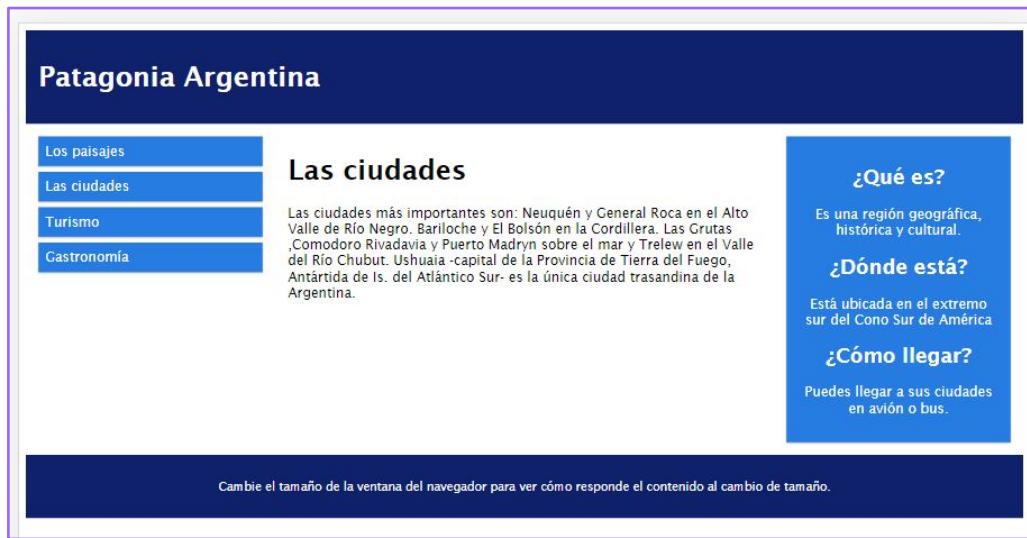 Patagonia Argentina
Los paisajes
Las ciudades
Turismo
Gastronomía
Las ciudades
Las ciudades más importantes son: Neuquén y General Roca en el Alto
Valle de Río Negro. Bariloche y El Bolsón en la Cordillera. Las Grutas
,Comodoro Rivadavia y Puerto Madryn sobre el mar y Trelew en el Valle
del Río Chubut. Ushuaia -capital de la Provincia de Tierra del Fuego,
Antártida de Is. del Atlántico Sur- es la única ciudad trasandina de la
Argentina.
¿Qué es?
Es una región geográfica,
histórica y cultural.
¿Dónde está?
Está ubicada en el extremo
sur del Cono Sur de América
¿Cómo llegar?
Puedes llegar a sus ciudades
en avión o bus.
Cambie el tamaño de la ventana del navegador para ver cómo responde el contenido al cambio de tamaño.